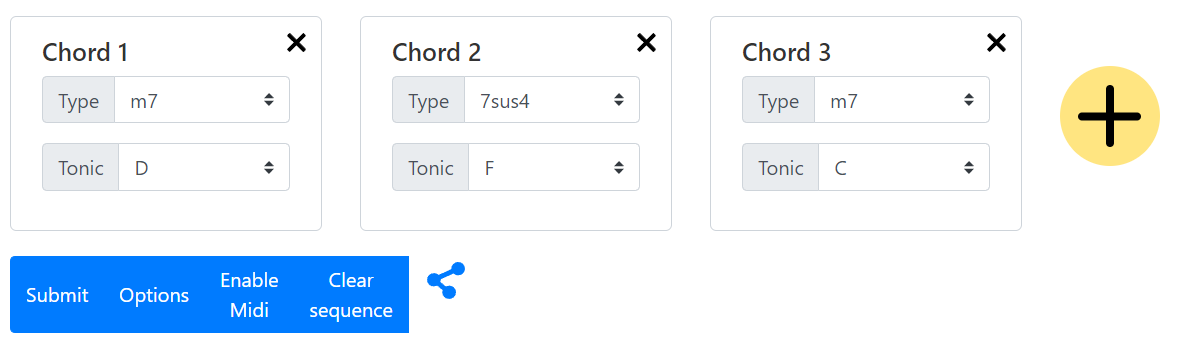 Chord 1
Type m7
Tonic D
Chord 2
Type 7sus4
Tonic F
Chord 3
Type m7
Tonic C
Submit
Options
Enable
Midi
Clear
sequence